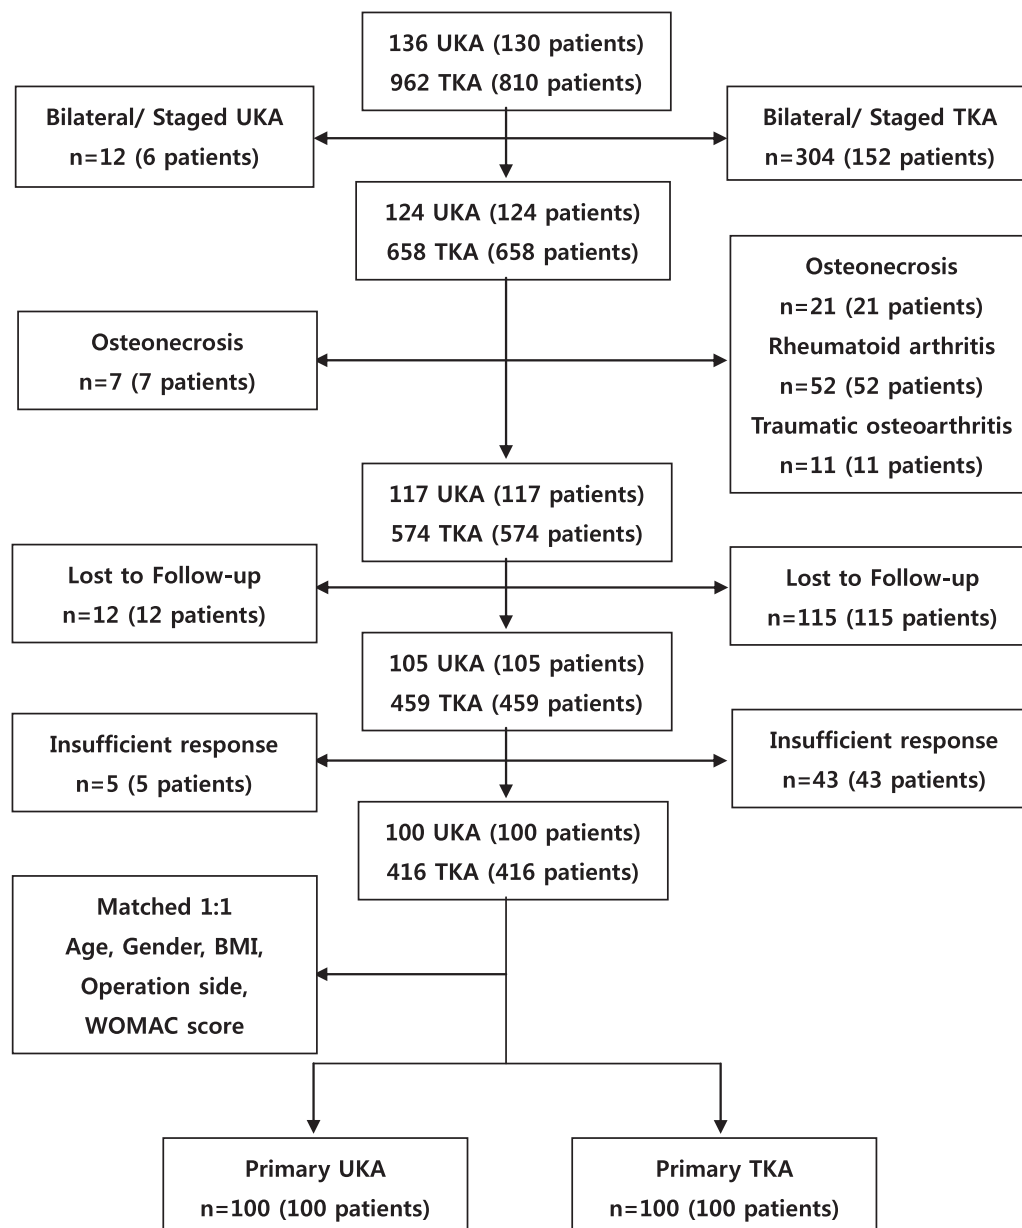 136 UKA (130 patients)
962 TKA (810 patients)
Bilateral/ Staged UKA
n=12 (6 patients)
Bilateral/ Staged TKA
n=304 (152 patients)
124 UKA (124 patients)
658 TKA (658 patients)
Osteonecrosis
n=7 (7 patients)
Osteonecrosis
n=21 (21 patients)
Rheumatoid arthritis
n=52 (52 patients)
Traumatic osteoarthritis
n=11 (11 patients)
117 UKA (117 patients)
574 TKA (574 patients)
Lost to Follow-up
n=12 (12 patients)
Lost to Follow-up
n=115 (115 patients)
105 UKA (105 patients)
459 TKA (459 patients)
Insufficient response
n=5 (5 patients)
Insufficient response
n=43 (43 patients)
100 UKA (100 patients)
416 TKA (416 patients)
Matched 1:1
Age, Gender, BMI,
Operation side,
WOMAC score
Primary UKA
n=100 (100 patients)
Primary TKA
n=100 (100 patients)